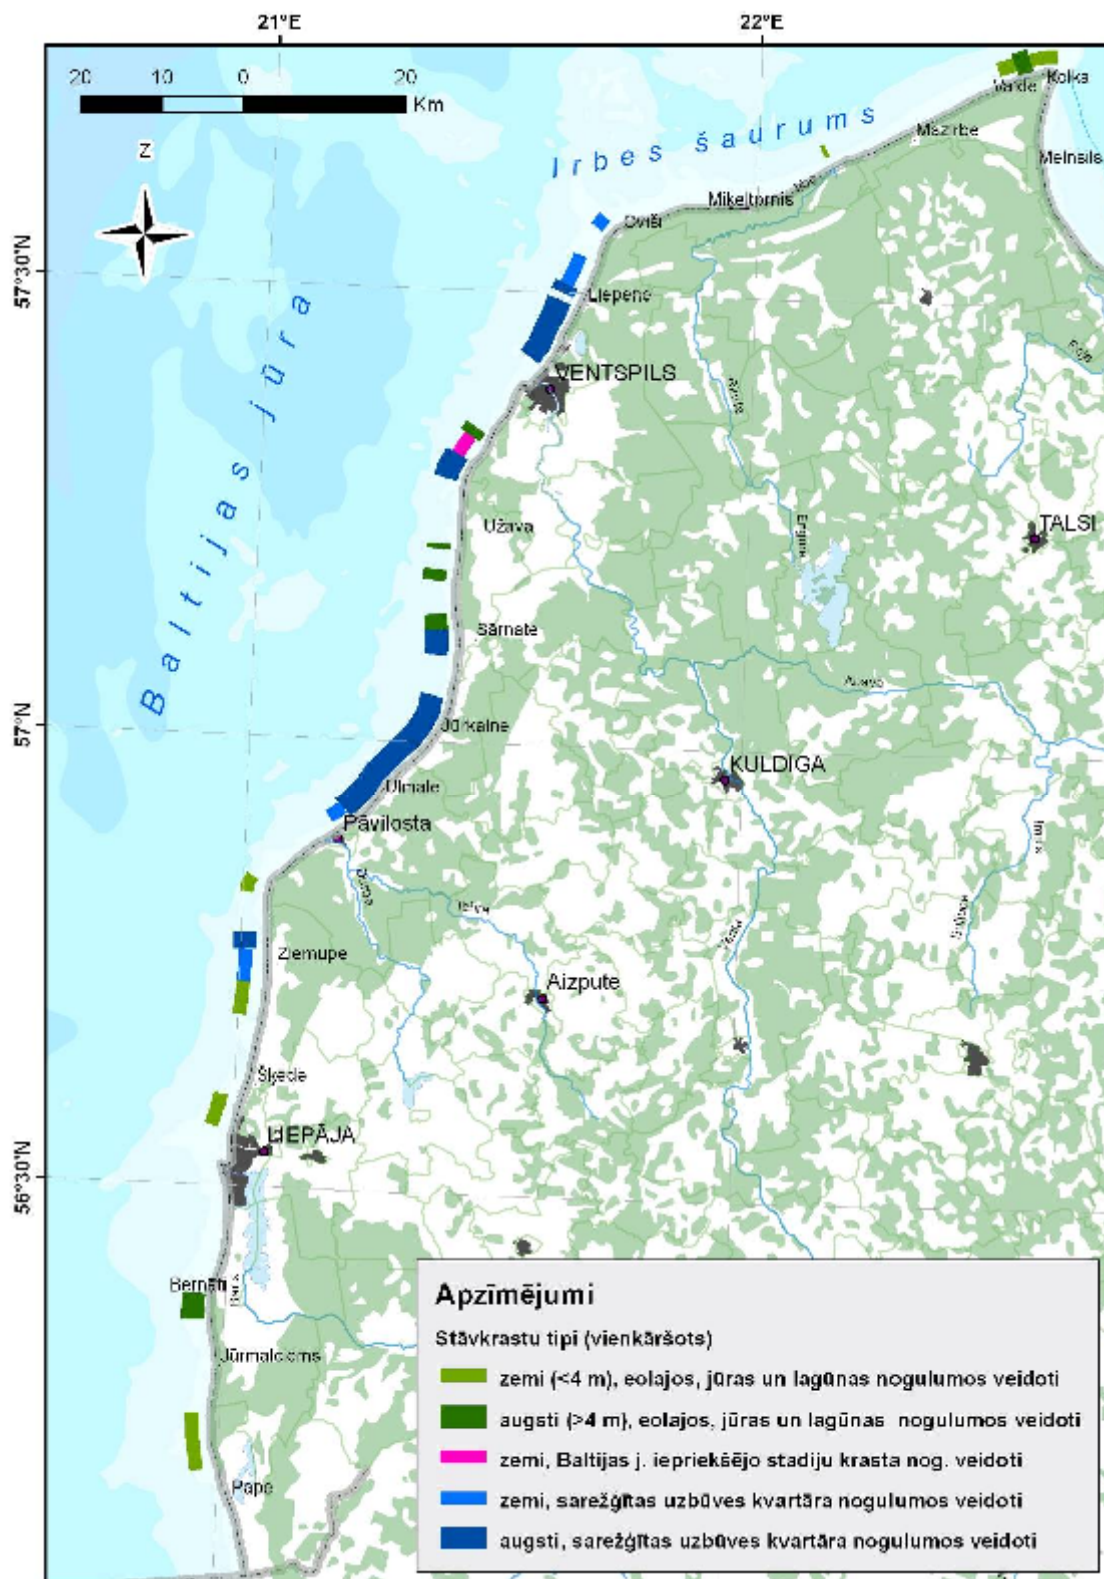 21°E
22°E
20 10 0 20
Km
Z
57°30'N
57°N
56°30'N
Baltijas jūra
Irbes šaurums
Kolka
Vaide
Mazirbe
Melnsils
Miķeļtornis
Oviši
Liepene
VENTSPILS
TALSI
Užava
Sārnate
Jūrkalne
KULDĪGA
Ulmale
Pāvilosta
Ziemupe
Aizpute
Šķēde
LIEPĀJA
Bernāti
Jūrmalciems
Pape
Apzīmējumi
Stāvkrastu tipi (vienkāršots)
zemi (<4 m), eolajos, jūras un lagūnas nogulumos veidoti
augsti (>4 m), eolajos, jūras un lagūnas nogulumos veidoti
zemi, Baltijas j. iepriekšējo stadiju krasta nog. veidoti
zemi, sarežģītas uzbūves kvartāra nogulumos veidoti
augsti, sarežģītas uzbūves kvartāra nogulumos veidoti